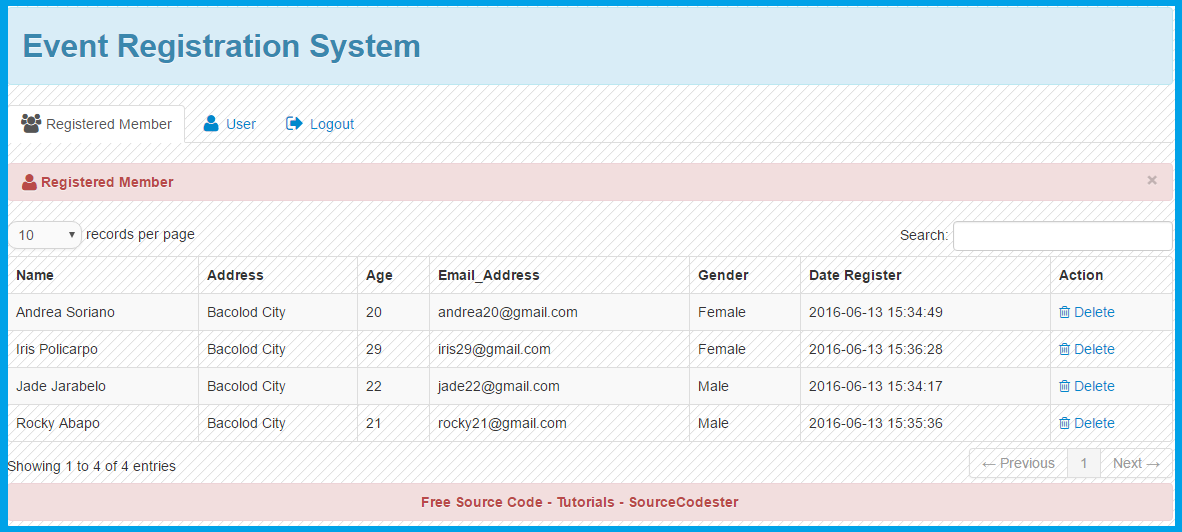 Event Registration System
Registered Member User Logout
Registered Member ×
10 records per page Search:
Name Address Age Email_Address Gender Date Register Action
Andrea Soriano Bacolod City 20 andrea20@gmail.com Female 2016-06-13 15:34:49 Delete
Iris Policarpo Bacolod City 29 iris29@gmail.com Female 2016-06-13 15:36:28 Delete
Jade Jarabelo Bacolod City 22 jade22@gmail.com Male 2016-06-13 15:34:17 Delete
Rocky Abapo Bacolod City 21 rocky21@gmail.com Male 2016-06-13 15:35:36 Delete
Showing 1 to 4 of 4 entries ← Previous 1 Next →
Free Source Code - Tutorials - SourceCodester